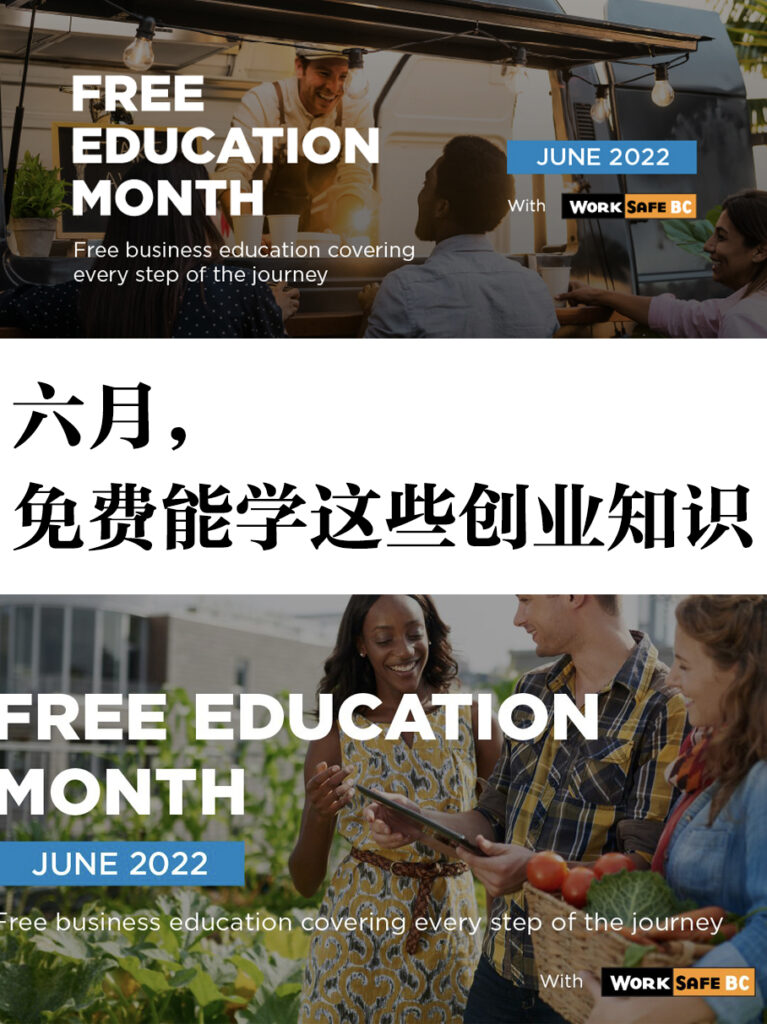 FREE
EDUCATION
MONTH
Free business education covering
every step of the journey
JUNE 2022
With WORK SAFE BC
六月，
免费能学这些创业知识
FREE EDUCATION
MONTH
JUNE 2022
Free business education covering every step of the journey
With WORK SAFE BC